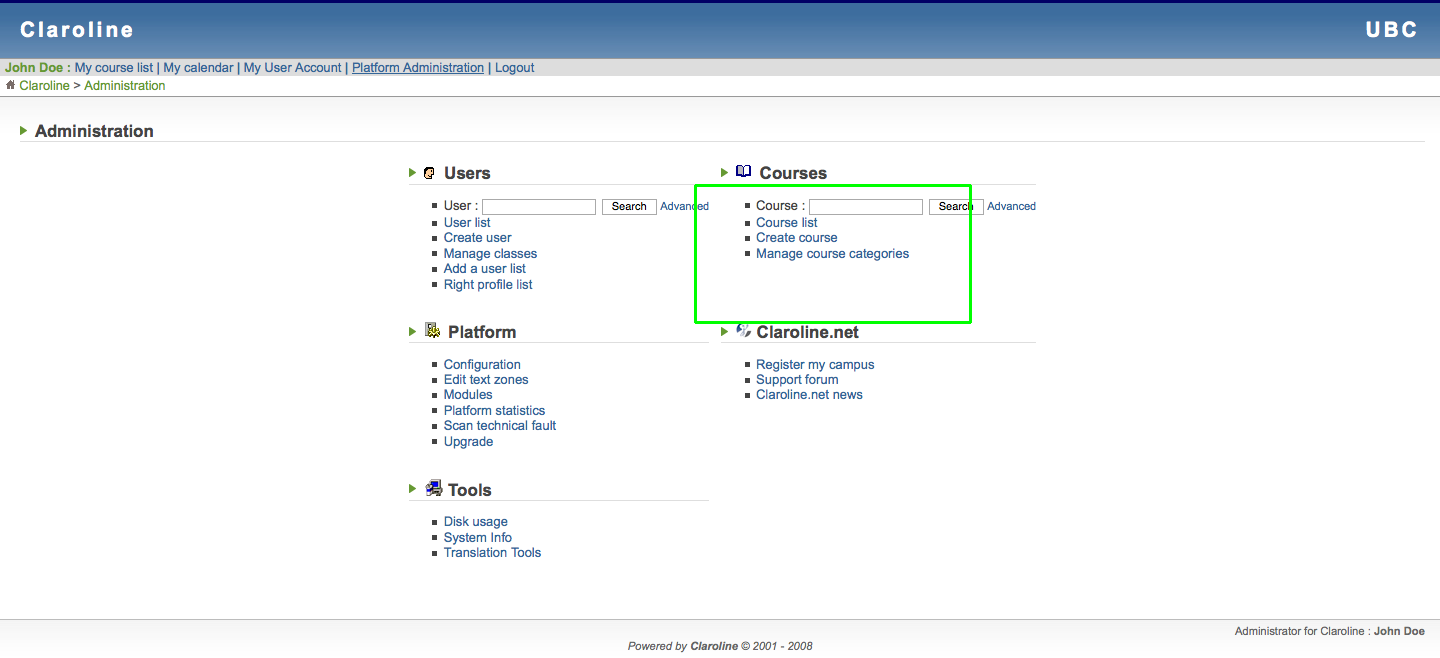 Claroline
UBC
John Doe : My course list | My calendar | My User Account | Platform Administration | Logout
Claroline > Administration
Administration
Users
User : Search Advanced
User list
Create user
Manage classes
Add a user list
Right profile list
Courses
Course : Search Advanced
Course list
Create course
Manage course categories
Platform
Configuration
Edit text zones
Modules
Platform statistics
Scan technical fault
Upgrade
Claroline.net
Register my campus
Support forum
Claroline.net news
Tools
Disk usage
System Info
Translation Tools
Administrator for Claroline : John Doe
Powered by Claroline © 2001 - 2008